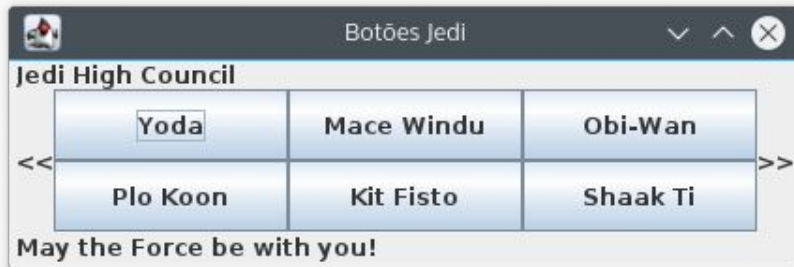 Botões Jedi
Jedi High Council
Yoda Mace Windu Obi-Wan
<< >>
Plo Koon Kit Fisto Shaak Ti
May the Force be with you!